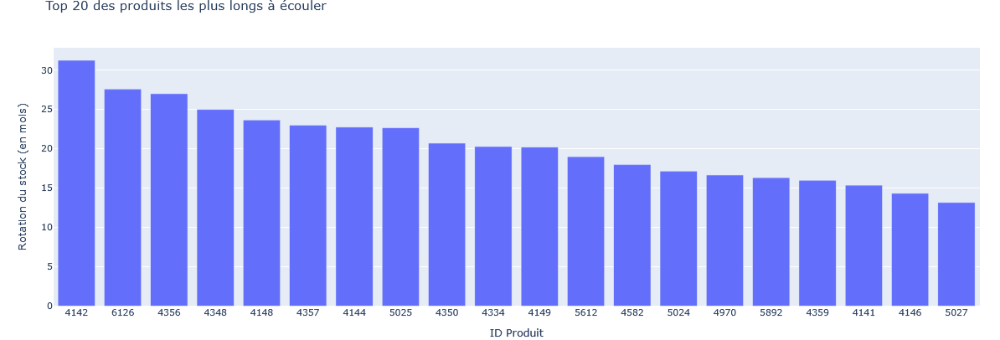 Top 20 des produits les plus longs à écouler
Rotation du stock (en mois)
30
25
20
15
10
5
0
4142 6126 4356 4348 4148 4357 4144 5025 4350 4334 4149 5612 4582 5024 4970 5892 4359 4141 4146 5027
ID Produit